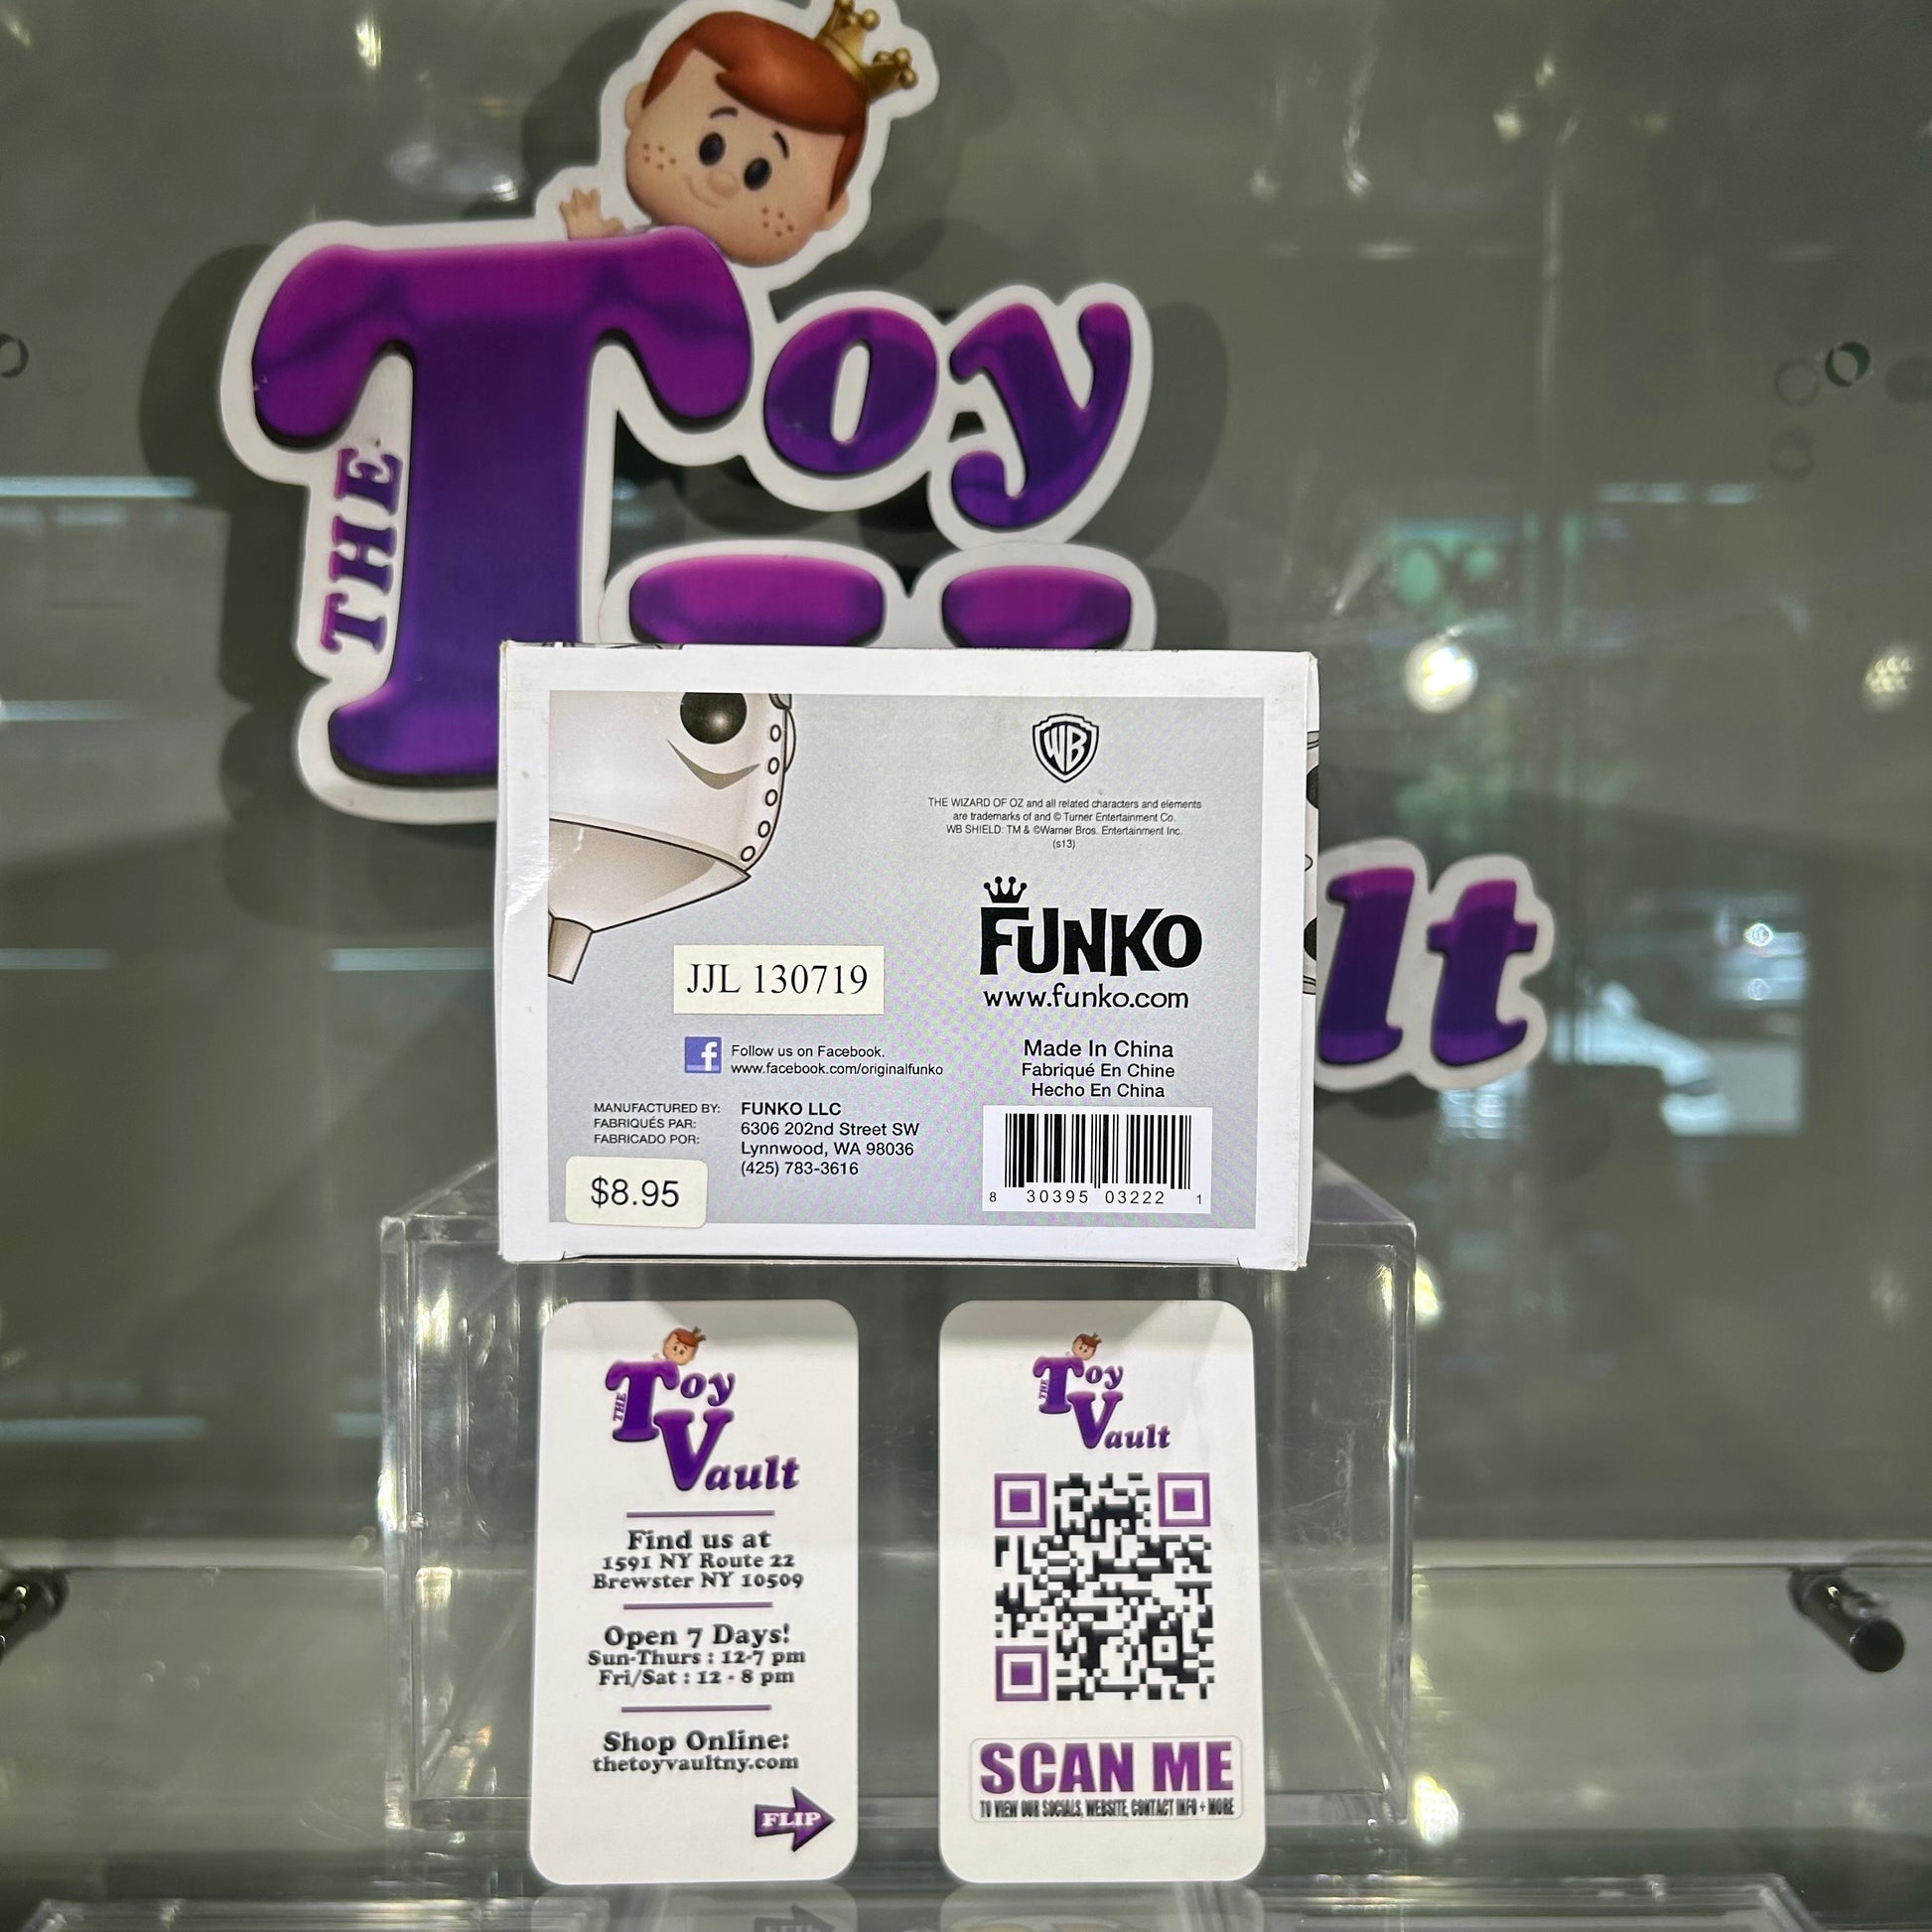 THE
Toy
lt
WB
THE WIZARD OF OZ and all related characters and elements
are trademarks of and © Turner Entertainment Co.
WB SHIELD: TM & ©Warner Bros. Entertainment Inc.
(s13)
FUNKO
www.funko.com
JJL 130719
f
Follow us on Facebook.
www.facebook.com/originalfunko
Made In China
Fabriqué En Chine
Hecho En China
MANUFACTURED BY:
FABRIQUÉS PAR:
FABRICADO POR:
FUNKO LLC
6306 202nd Street SW
Lynnwood, WA 98036
(425) 783-3616
$8.95
8 30395 03222 1
THE Toy
Vault
Find us at
1591 NY Route 22
Brewster NY 10509
Open 7 Days!
Sun-Thurs : 12-7 pm
Fri/Sat : 12 - 8 pm
Shop Online:
thetoyvaultny.com
FLIP
THE Toy
Vault
SCAN ME
TO VIEW OUR SOCIALS, WEBSITE, CONTACT INFO + MORE